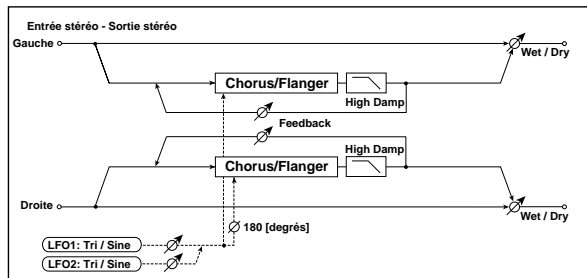 Entrée stéréo - Sortie stéréo
Gauche
Wet / Dry
Chorus/Flanger
High Damp
Feedback
High Damp
Chorus/Flanger
Droite
Wet / Dry
180 [degrés]
LFO1: Tri / Sine
LFO2: Tri / Sine